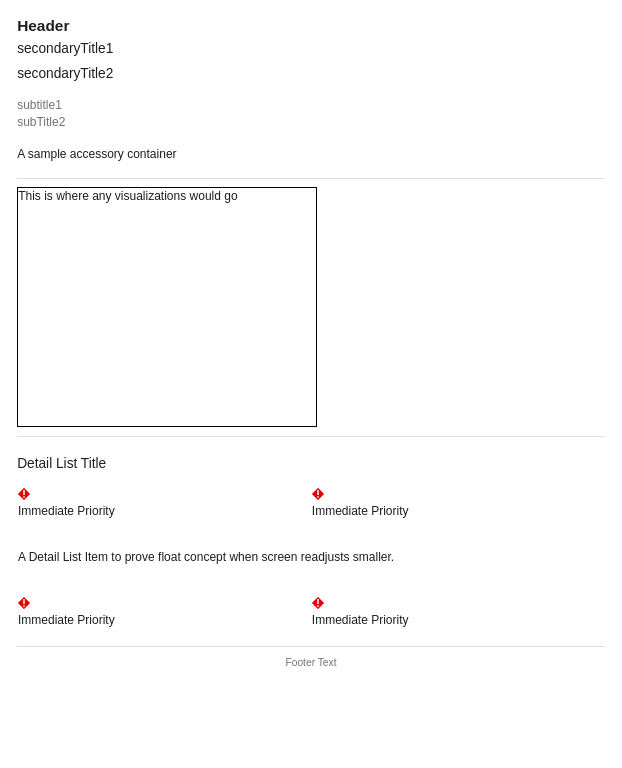 Header
secondaryTitle1
secondaryTitle2
subtitle1
subTitle2
A sample accessory container
This is where any visualizations would go
Detail List Title
Immediate Priority
Immediate Priority
A Detail List Item to prove float concept when screen readjusts smaller.
Immediate Priority
Immediate Priority
Footer Text